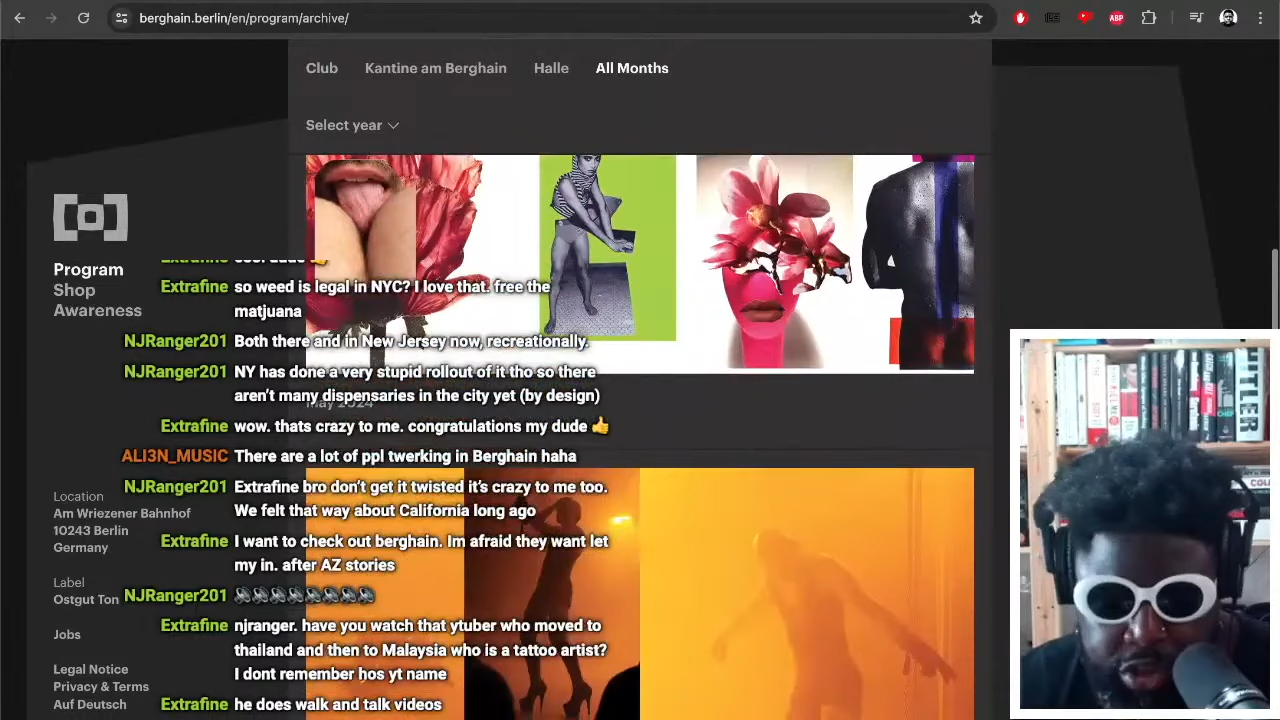 berghain.berlin/en/program/archive/
ABP
Club Kantine am Berghain Halle All Months
Select year
Program
Shop
Awareness
Extrafine so weed is legal in NYC? I love that. free the
matjuana
NJRanger201 Both there and in New Jersey now, recreationally.
NJRanger201 NY has done a very stupid rollout of it tho so there
aren't many dispensaries in the city yet (by design)
May 2024
Extrafine wow. thats crazy to me. congratulations my dude 👍
ALI3N_MUSIC There are a lot of ppl twerking in Berghain haha
NJRanger201 Extrafine bro don't get it twisted it's crazy to me too.
We felt that way about California long ago
Extrafine I want to check out berghain. Im afraid they want let
my in. after AZ stories
NJRanger201 🔊🔊🔊🔊🔊🔊🔊🔊
Extrafine njranger. have you watch that ytuber who moved to
thailand and then to Malaysia who is a tattoo artist?
I dont remember hos yt name
Extrafine he does walk and talk videos
Location
Am Wriezener Bahnhof
10243 Berlin
Germany
Label
Ostgut Ton
Jobs
Legal Notice
Privacy & Terms
Auf Deutsch